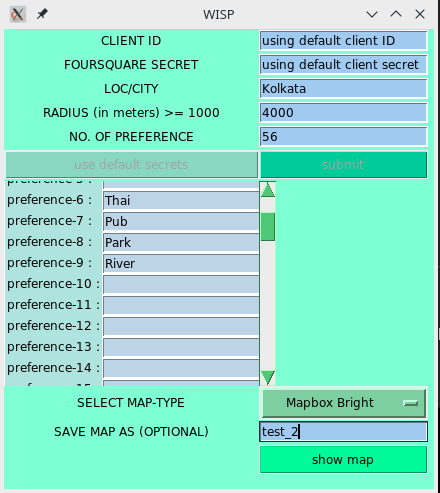 WISP
CLIENT ID using default client ID
FOURSQUARE SECRET using default client secret
LOC/CITY Kolkata
RADIUS (in meters) >= 1000 4000
NO. OF PREFERENCE 56
use default secrets submit
preference-6 : Thai
preference-7 : Pub
preference-8 : Park
preference-9 : River
preference-10 :
preference-11 :
preference-12 :
preference-13 :
preference-14 :
SELECT MAP-TYPE Mapbox Bright
SAVE MAP AS (OPTIONAL) test_2
show map